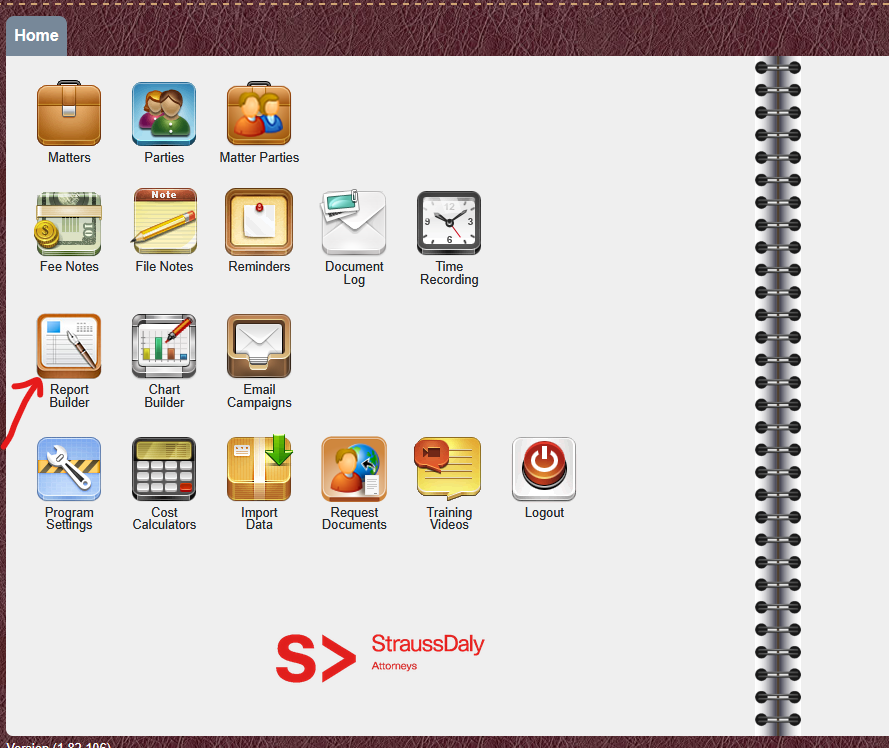 Home
Matters
Parties
Matter Parties
Note
12
3
6
Fee Notes
File Notes
Reminders
Document
Log
Time
Recording
Report
Builder
Chart
Builder
Email
Campaigns
Program
Settings
Cost
Calculators
Import
Data
Request
Documents
Training
Videos
Logout
S>
StraussDaly
Attorneys
Version (1.82.106)